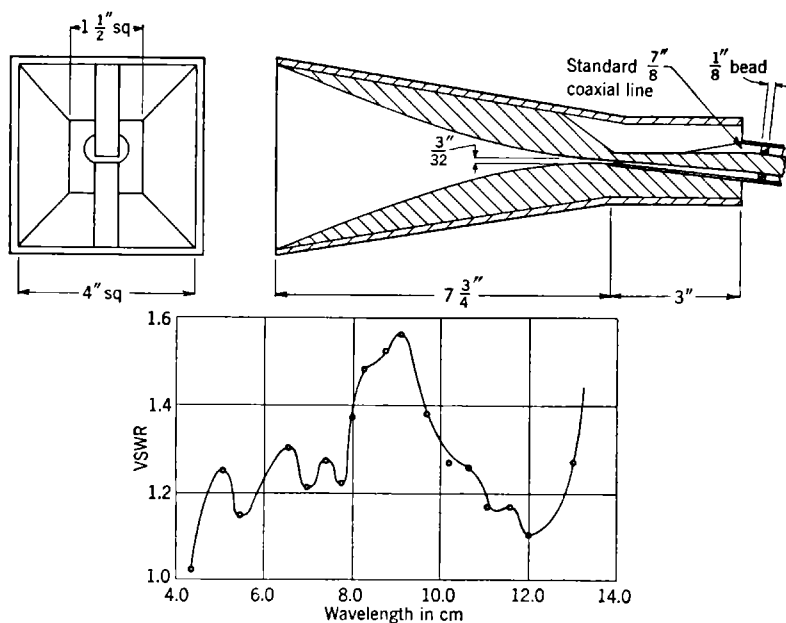 1 1/2" sq
Standard 7/8"
coaxial line
1/8" bead
3/32"
4" sq
7 3/4"
3"
1.6
1.4
1.2
1.0
VSWR
4.0 6.0 8.0 10.0 12.0 14.0
Wavelength in cm